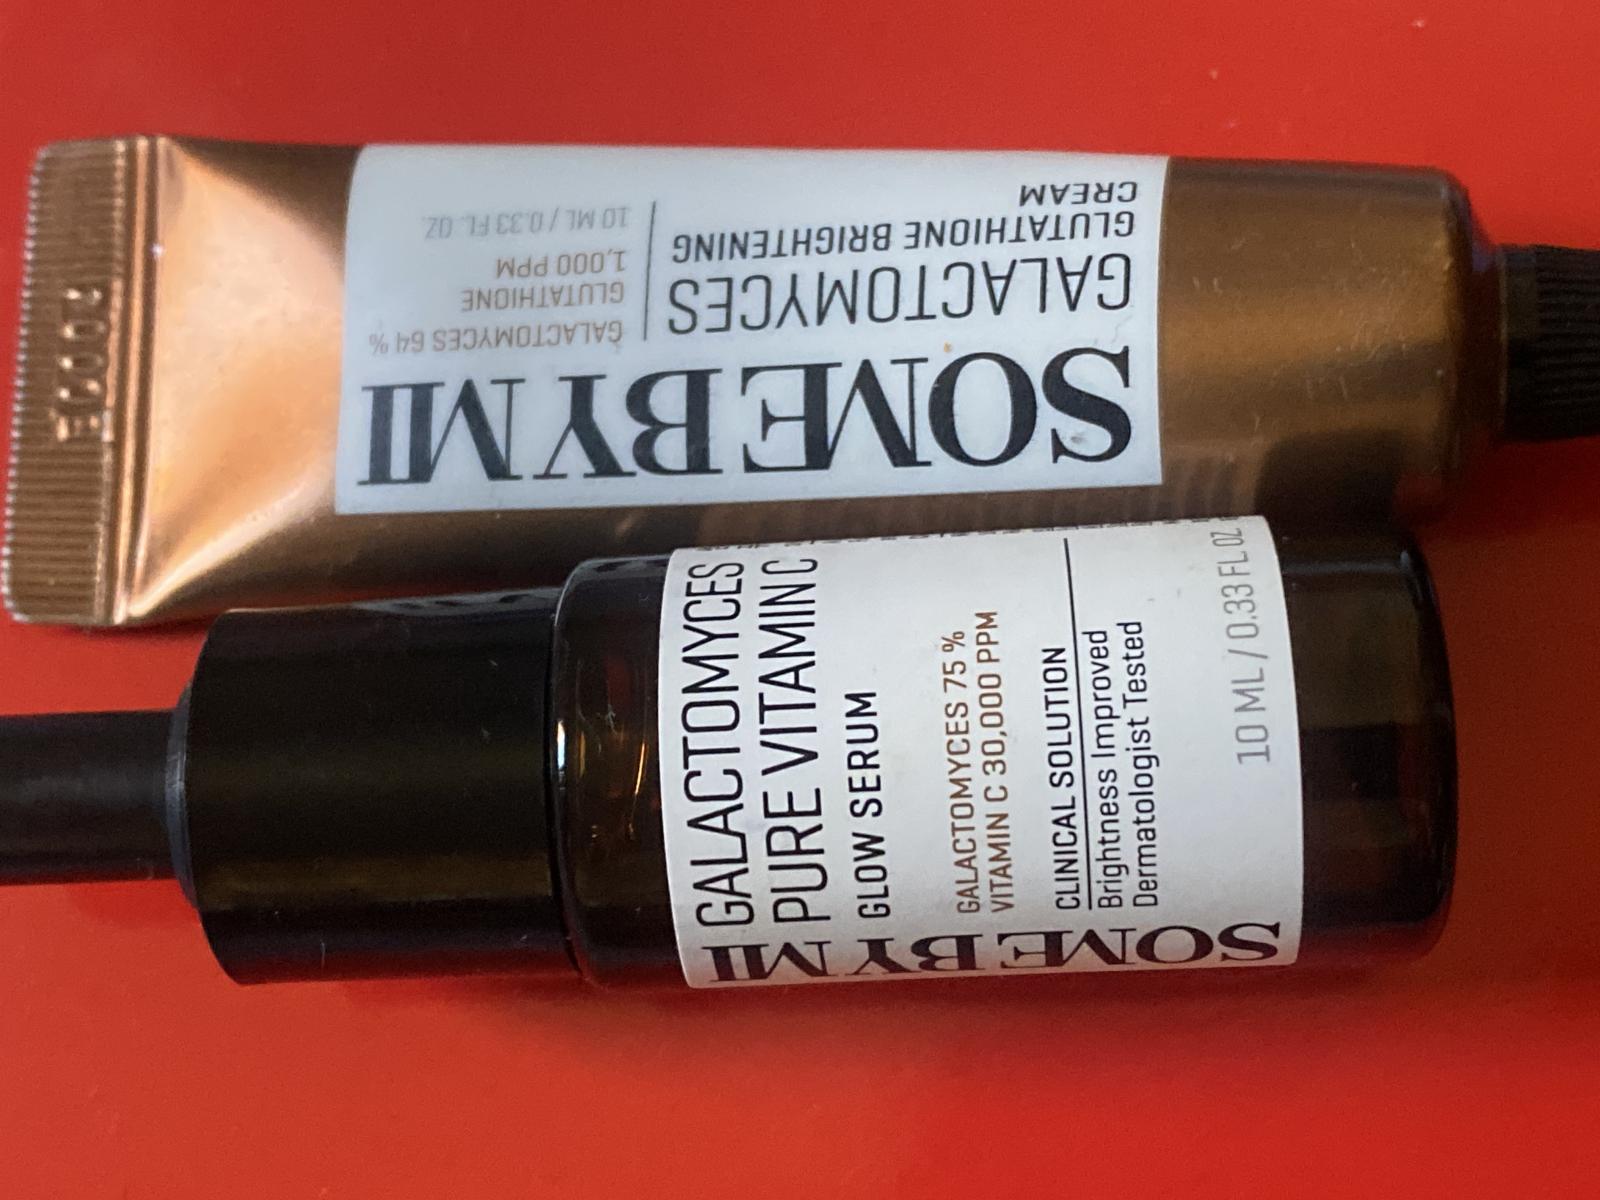 SOME BY MI
GALACTOMYCES
GLUTATHIONE BRIGHTENING
CREAM
GALACTOMYCES 64 %
GLUTATHIONE
1,000 PPM
10 ML / 0.33 FL. OZ.
GALACTOMYCES
PURE VITAMIN C
GLOW SERUM
GALACTOMYCES 75 %
VITAMIN C 30,000 PPM
CLINICAL SOLUTION
Brightness Improved
Dermatologist Tested
10 ML / 0.33 FL. OZ.
SOME BY MI